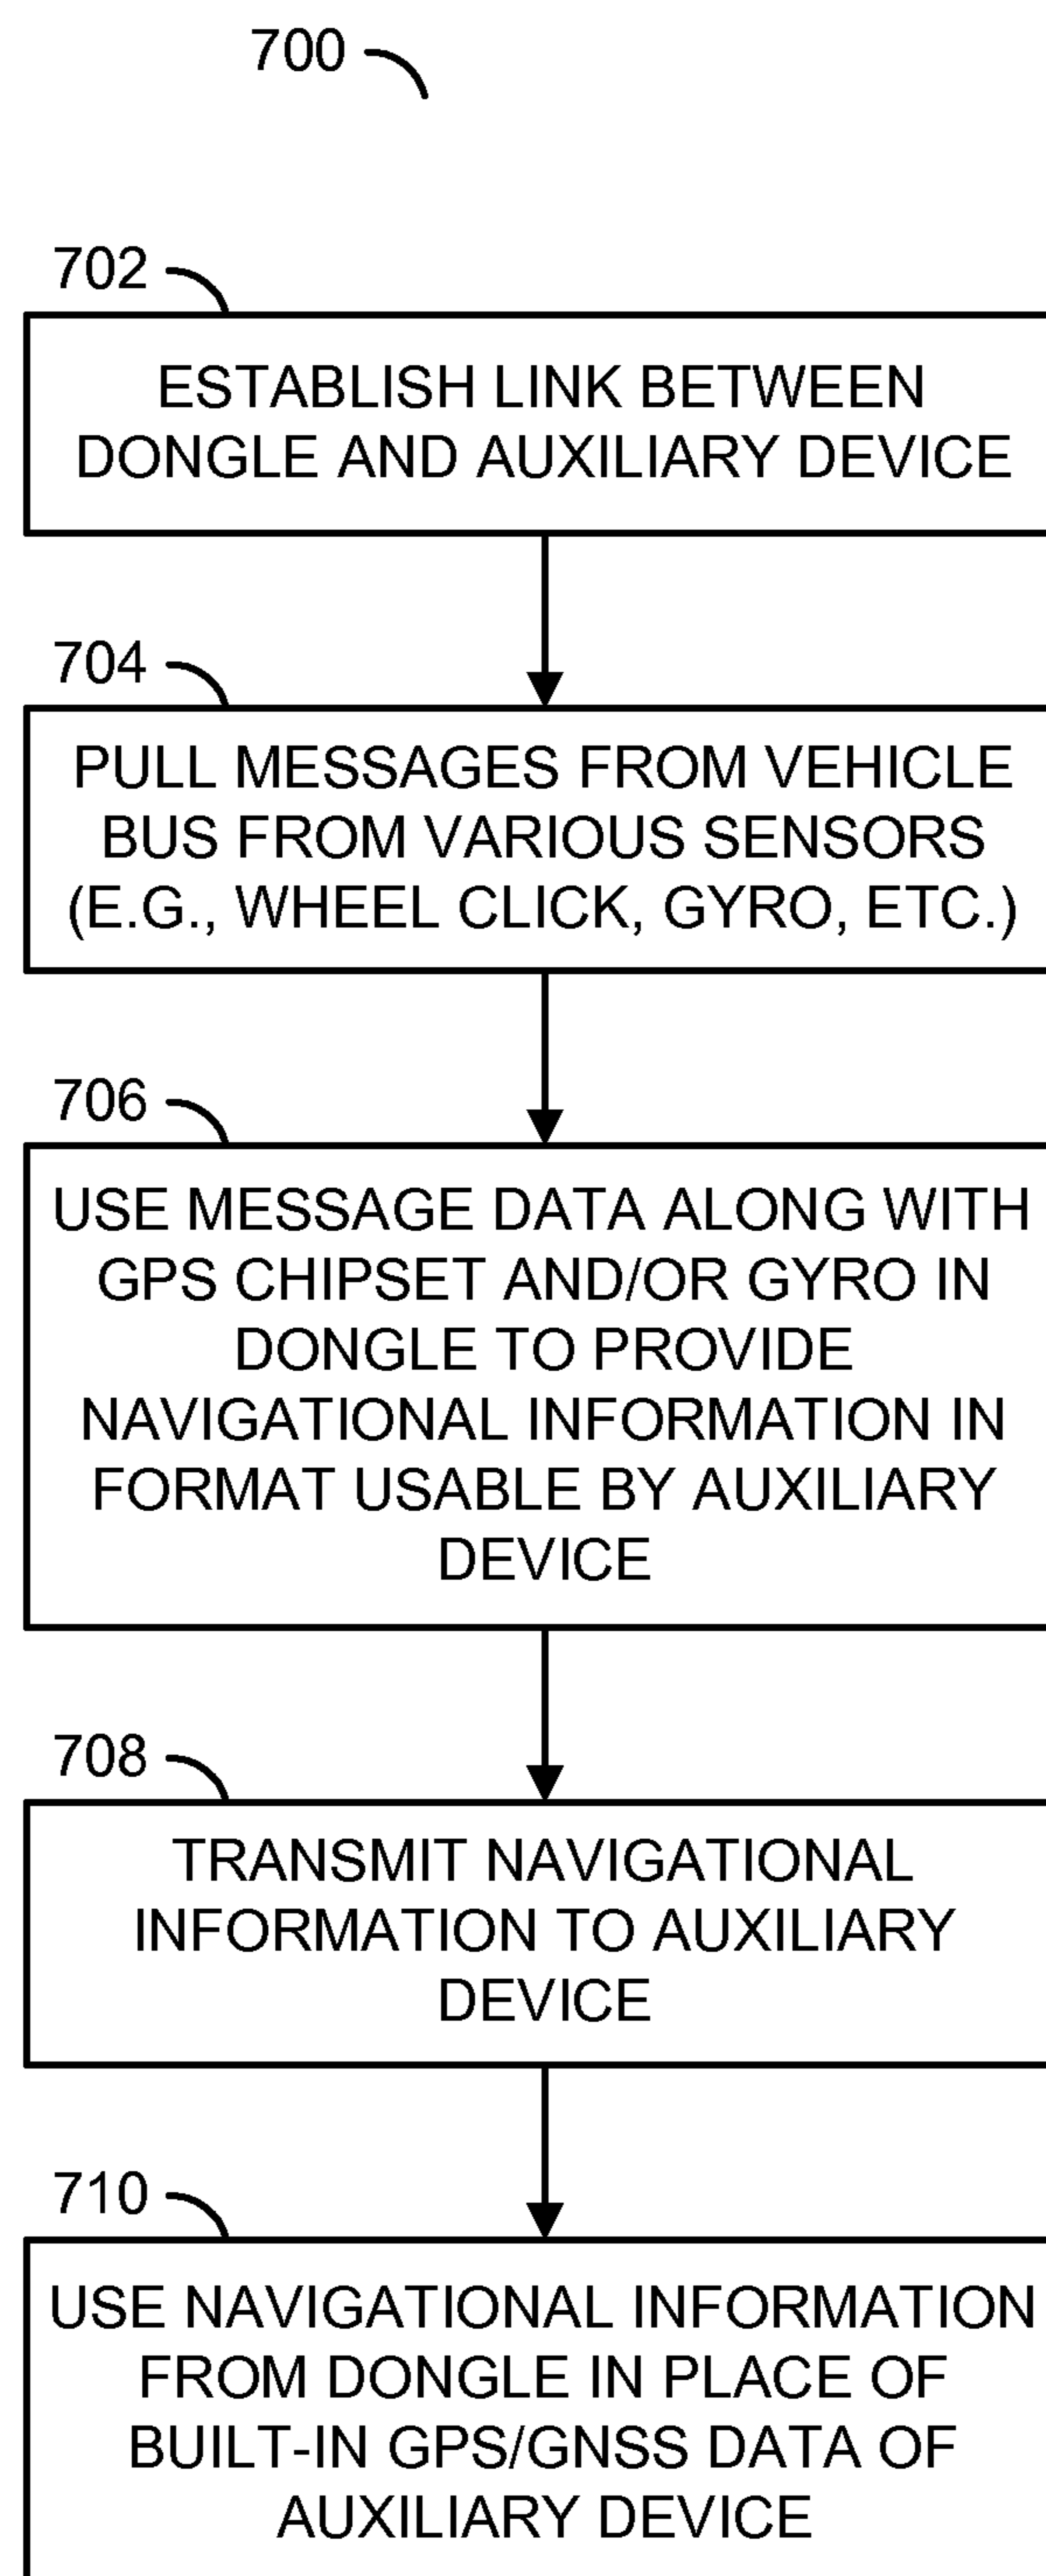 700
702
ESTABLISH LINK BETWEEN
DONGLE AND AUXILIARY DEVICE
704
PULL MESSAGES FROM VEHICLE
BUS FROM VARIOUS SENSORS
(E.G., WHEEL CLICK, GYRO, ETC.)
706
USE MESSAGE DATA ALONG WITH
GPS CHIPSET AND/OR GYRO IN
DONGLE TO PROVIDE
NAVIGATIONAL INFORMATION IN
FORMAT USABLE BY AUXILIARY
DEVICE
708
TRANSMIT NAVIGATIONAL
INFORMATION TO AUXILIARY
DEVICE
710
USE NAVIGATIONAL INFORMATION
FROM DONGLE IN PLACE OF
BUILT-IN GPS/GNSS DATA OF
AUXILIARY DEVICE